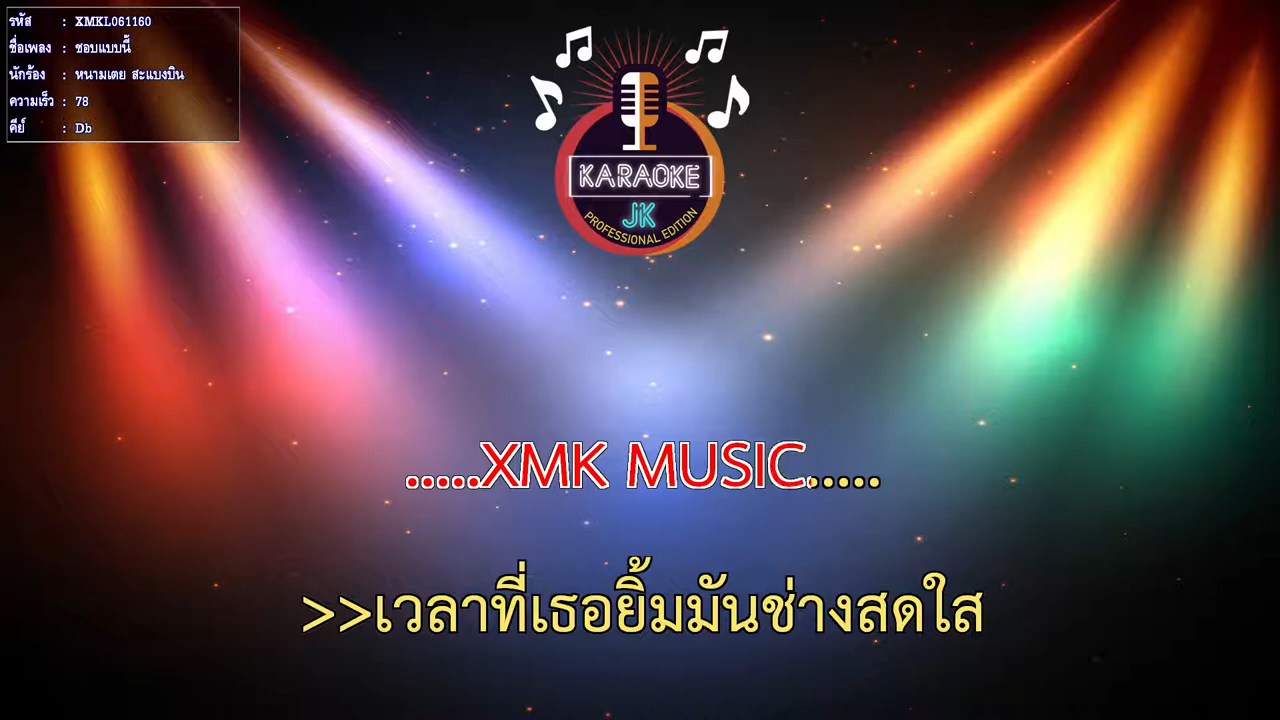 รหัส : XMKL061160
ชื่อเพลง : ชอบแบบนี้
นักร้อง : หนามเตย สะแบงบิน
ความเร็ว : 78
คีย์ : Db
KARAOKE
JK
PROFESSIONAL EDITION
.....XMK MUSIC.....
>>เวลาที่เธอยิ้มมันช่างสดใส